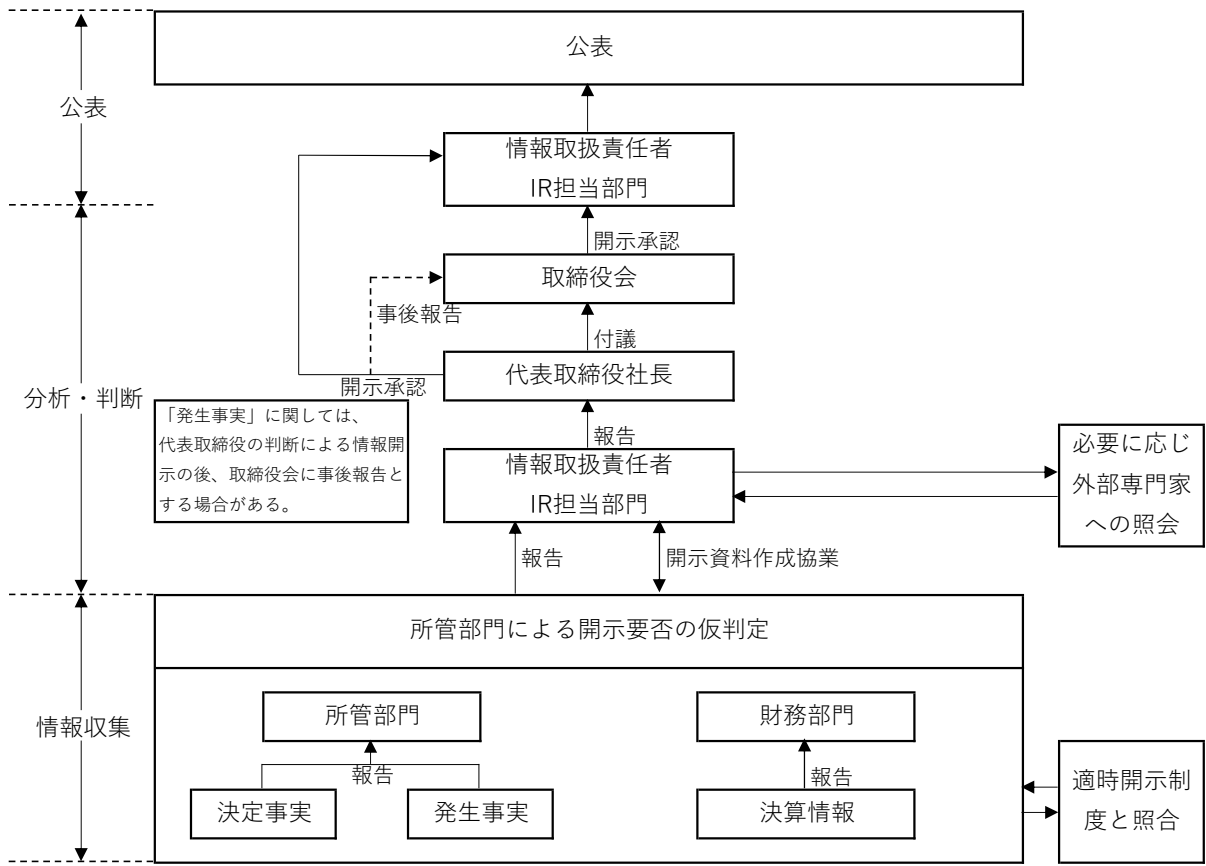 公表
公表
情報取扱責任者
IR担当部門
開示承認
取締役会
事後報告
付議
分析・判断
代表取締役社長
開示承認
「発生事実」に関しては、
代表取締役の判断による情報開
示の後、取締役会に事後報告と
する場合がある。
報告
情報取扱責任者
IR担当部門
必要に応じ
外部専門家
への照会
報告
開示資料作成協業
所管部門による開示要否の仮判定
情報収集
所管部門
財務部門
報告
報告
決定事実
発生事実
決算情報
適時開示制
度と照合